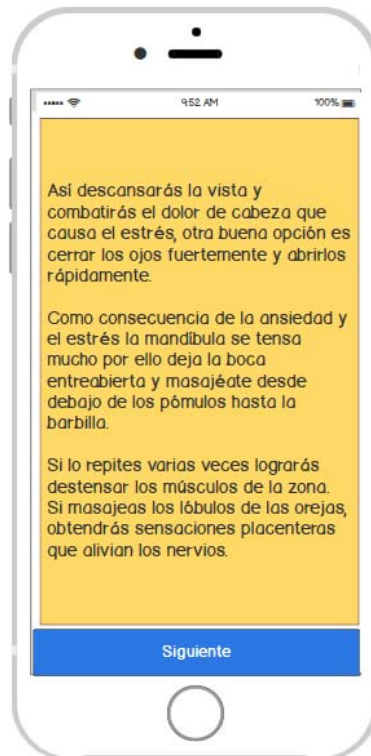 9:52 AM
100%
Así descansarás la vista y
combatirás el dolor de cabeza que
causa el estrés, otra buena opción es
cerrar los ojos fuertemente y abrirlos
rápidamente.
Como consecuencia de la ansiedad y
el estrés la mandíbula se tensa
mucho por ello deja la boca
entreabierta y masajéate desde
debajo de los pómulos hasta la
barbilla.
Si lo repites varias veces lograrás
destensar los músculos de la zona.
Si masajeas los lóbulos de las orejas,
obtendrás sensaciones placenteras
que alivian los nervios.
Siguiente